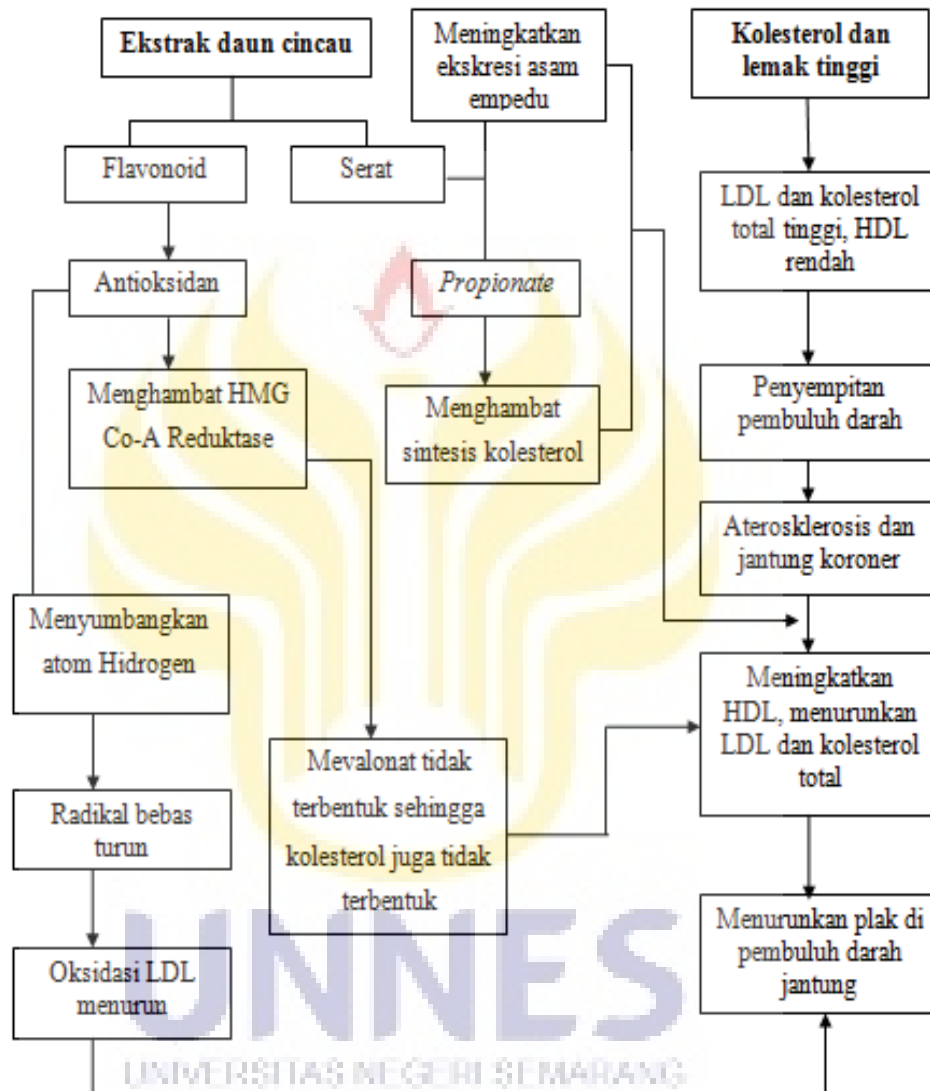 Ekstrak daun cincau
Meningkatkan
ekskresi asam
empedu
Kolesterol dan
lemak tinggi
Flavonoid
Serat
LDL dan kolesterol
total tinggi, HDL
rendah
Antioksidan
Propionate
Menghambat HMG
Co-A Reduktase
Menghambat
sintesis kolesterol
Penyempitan
pembuluh darah
Aterosklerosis dan
jantung koroner
Menyumbangkan
atom Hidrogen
Meningkatkan
HDL, menurunkan
LDL dan kolesterol
total
Mevalonat tidak
terbentuk sehingga
kolesterol juga tidak
terbentuk
Radikal bebas
turun
Menurunkan plak di
pembuluh darah
jantung
Oksidasi LDL
menurun
UNNES
UNIVERSITAS NEGERI SEMARANG